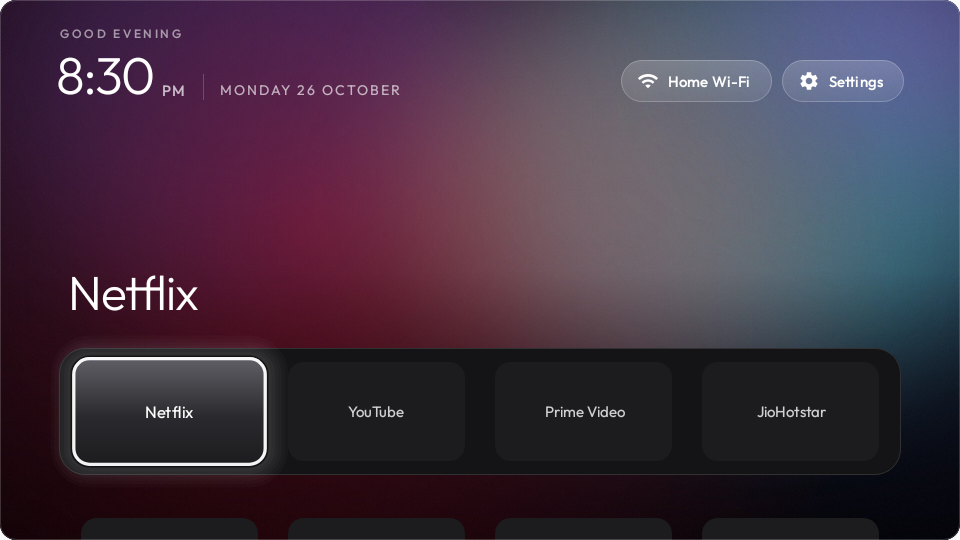 GOOD EVENING
8:30 PM
MONDAY 26 OCTOBER
Home Wi-Fi
Settings
Netflix
Netflix
YouTube
Prime Video
JioHotstar